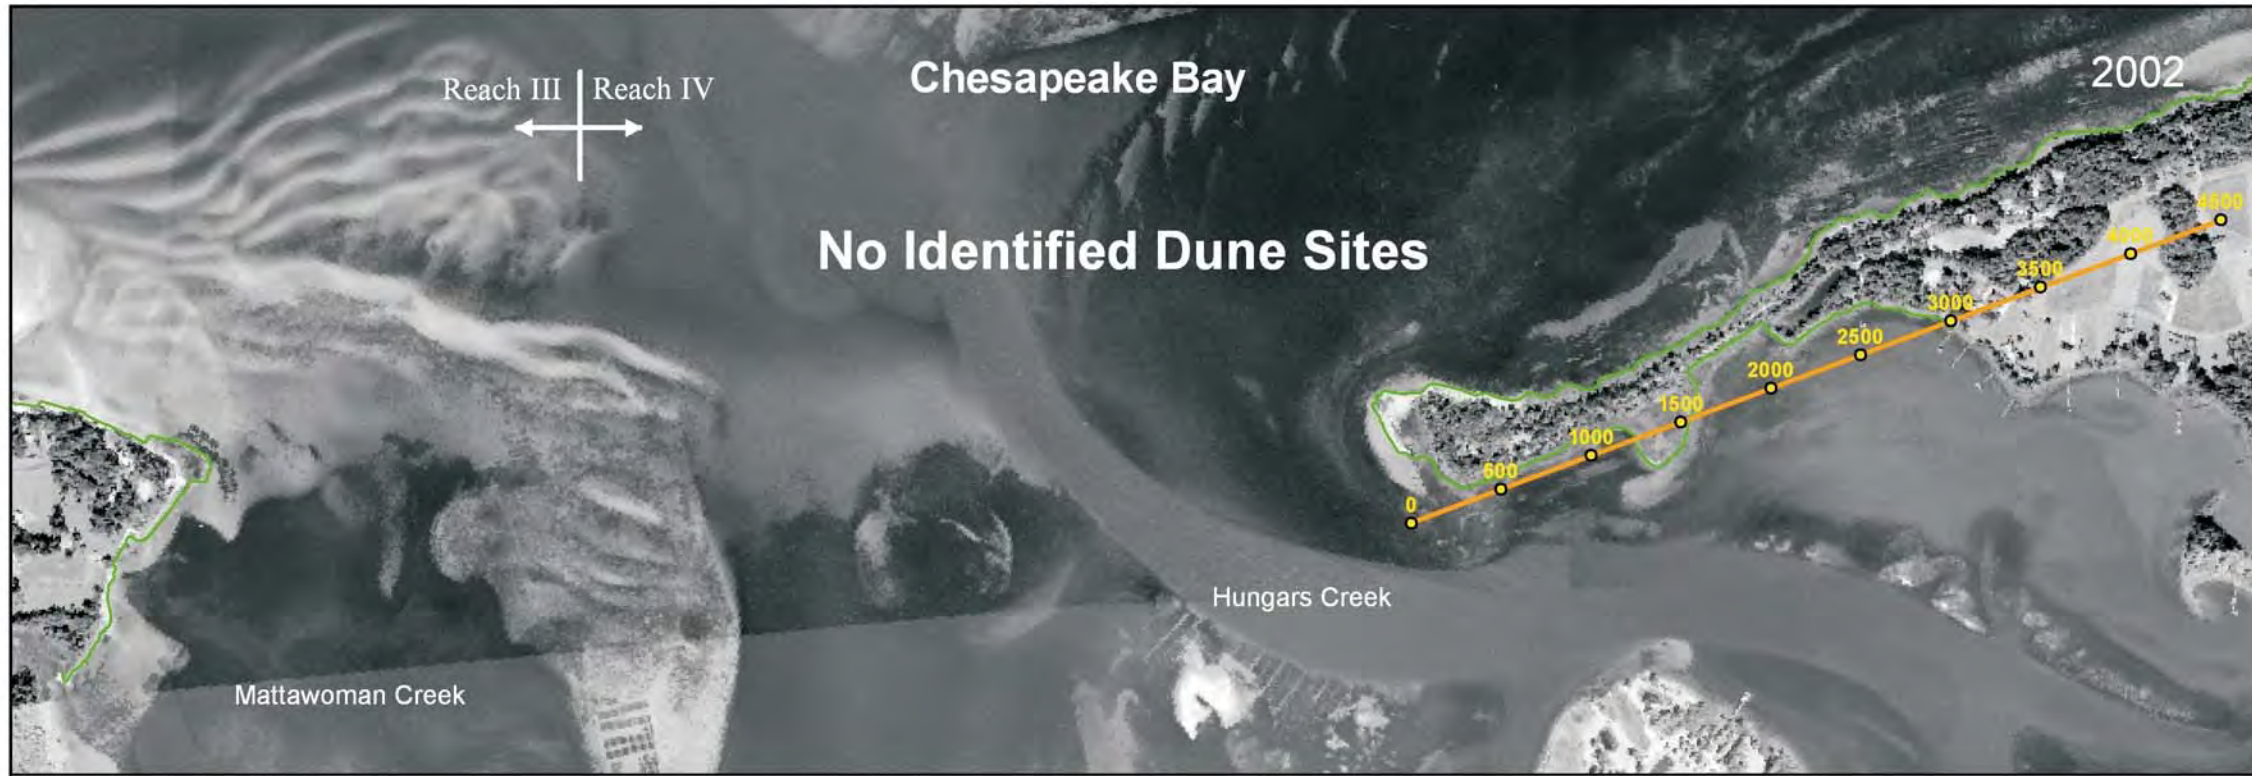 Chesapeake Bay
2002
Reach III
Reach IV
No Identified Dune Sites
4500
4000
3500
3000
2500
2000
1500
1000
500
0
Hungars Creek
Mattawoman Creek